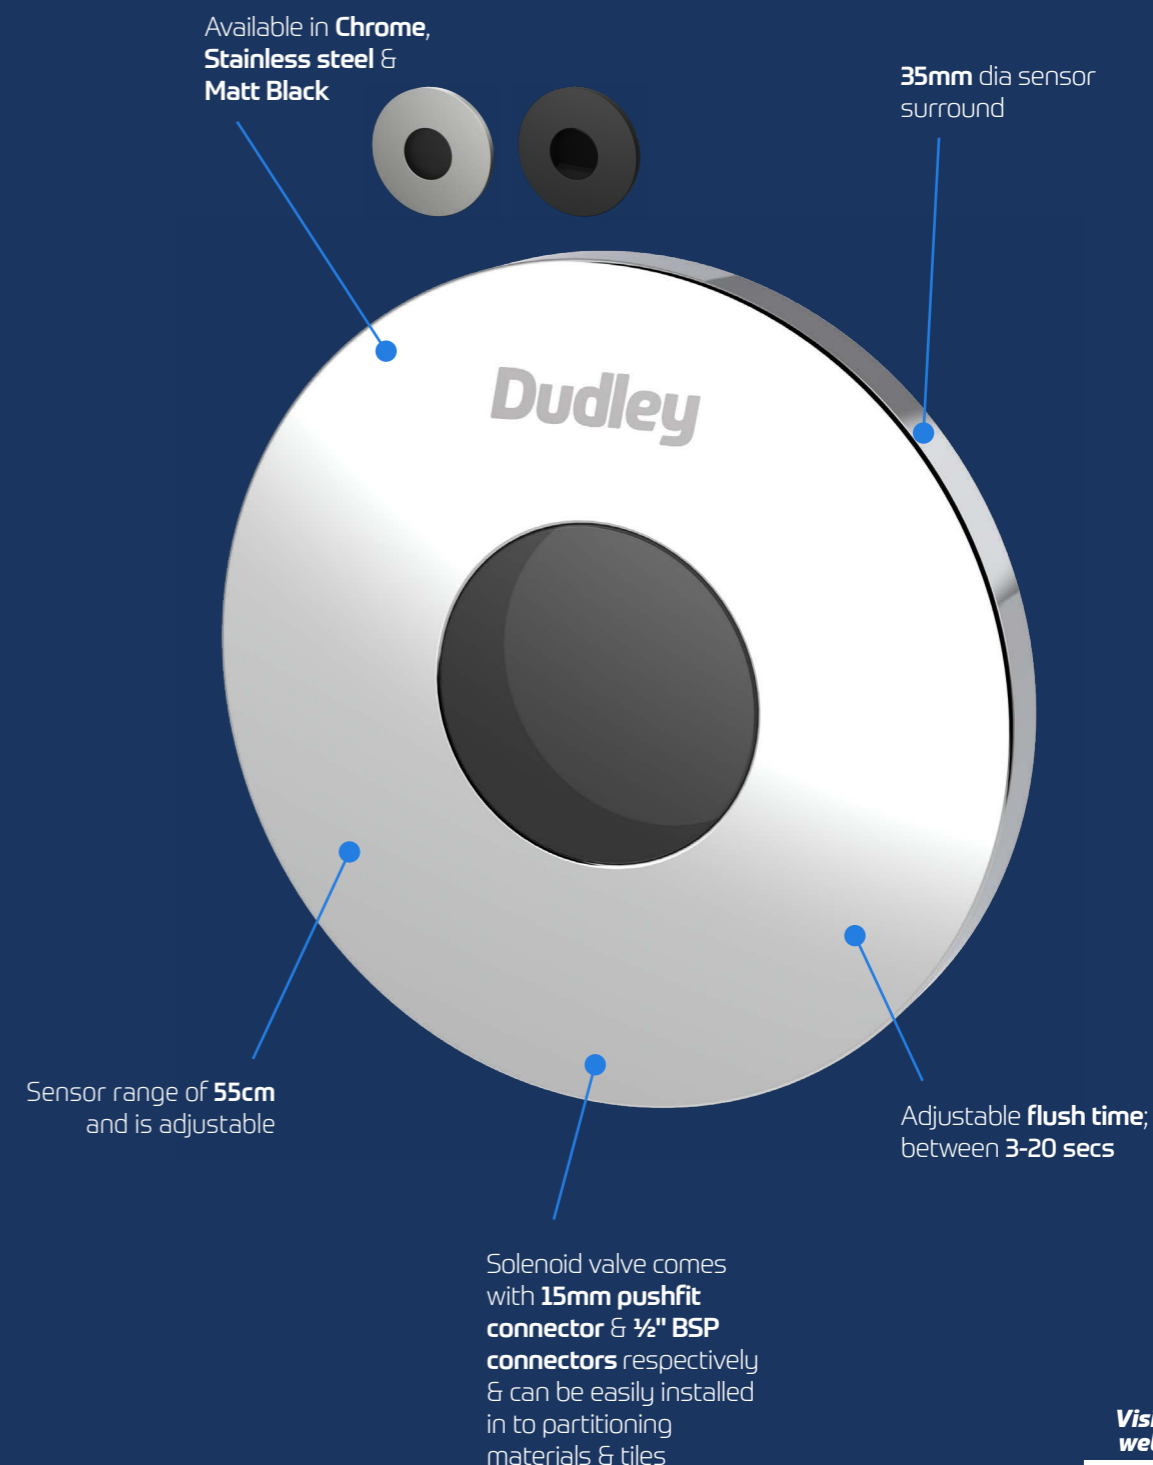 Available in Chrome,
Stainless steel &
Matt Black
35mm dia sensor
surround
Dudley
Sensor range of 55cm
and is adjustable
Adjustable flush time;
between 3-20 secs
Solenoid valve comes
with 15mm pushfit
connector & ½" BSP
connectors respectively
& can be easily installed
in to partitioning
materials & tiles